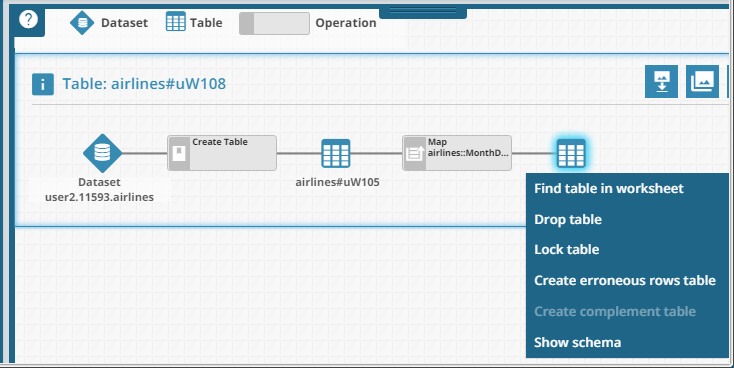 ?
Dataset
Table
Operation
i
Table: airlines#uW108
Create Table
Map
airlines::MonthD...
Dataset
user2.11593.airlines
airlines#uW105
Find table in worksheet
Drop table
Lock table
Create erroneous rows table
Create complement table
Show schema